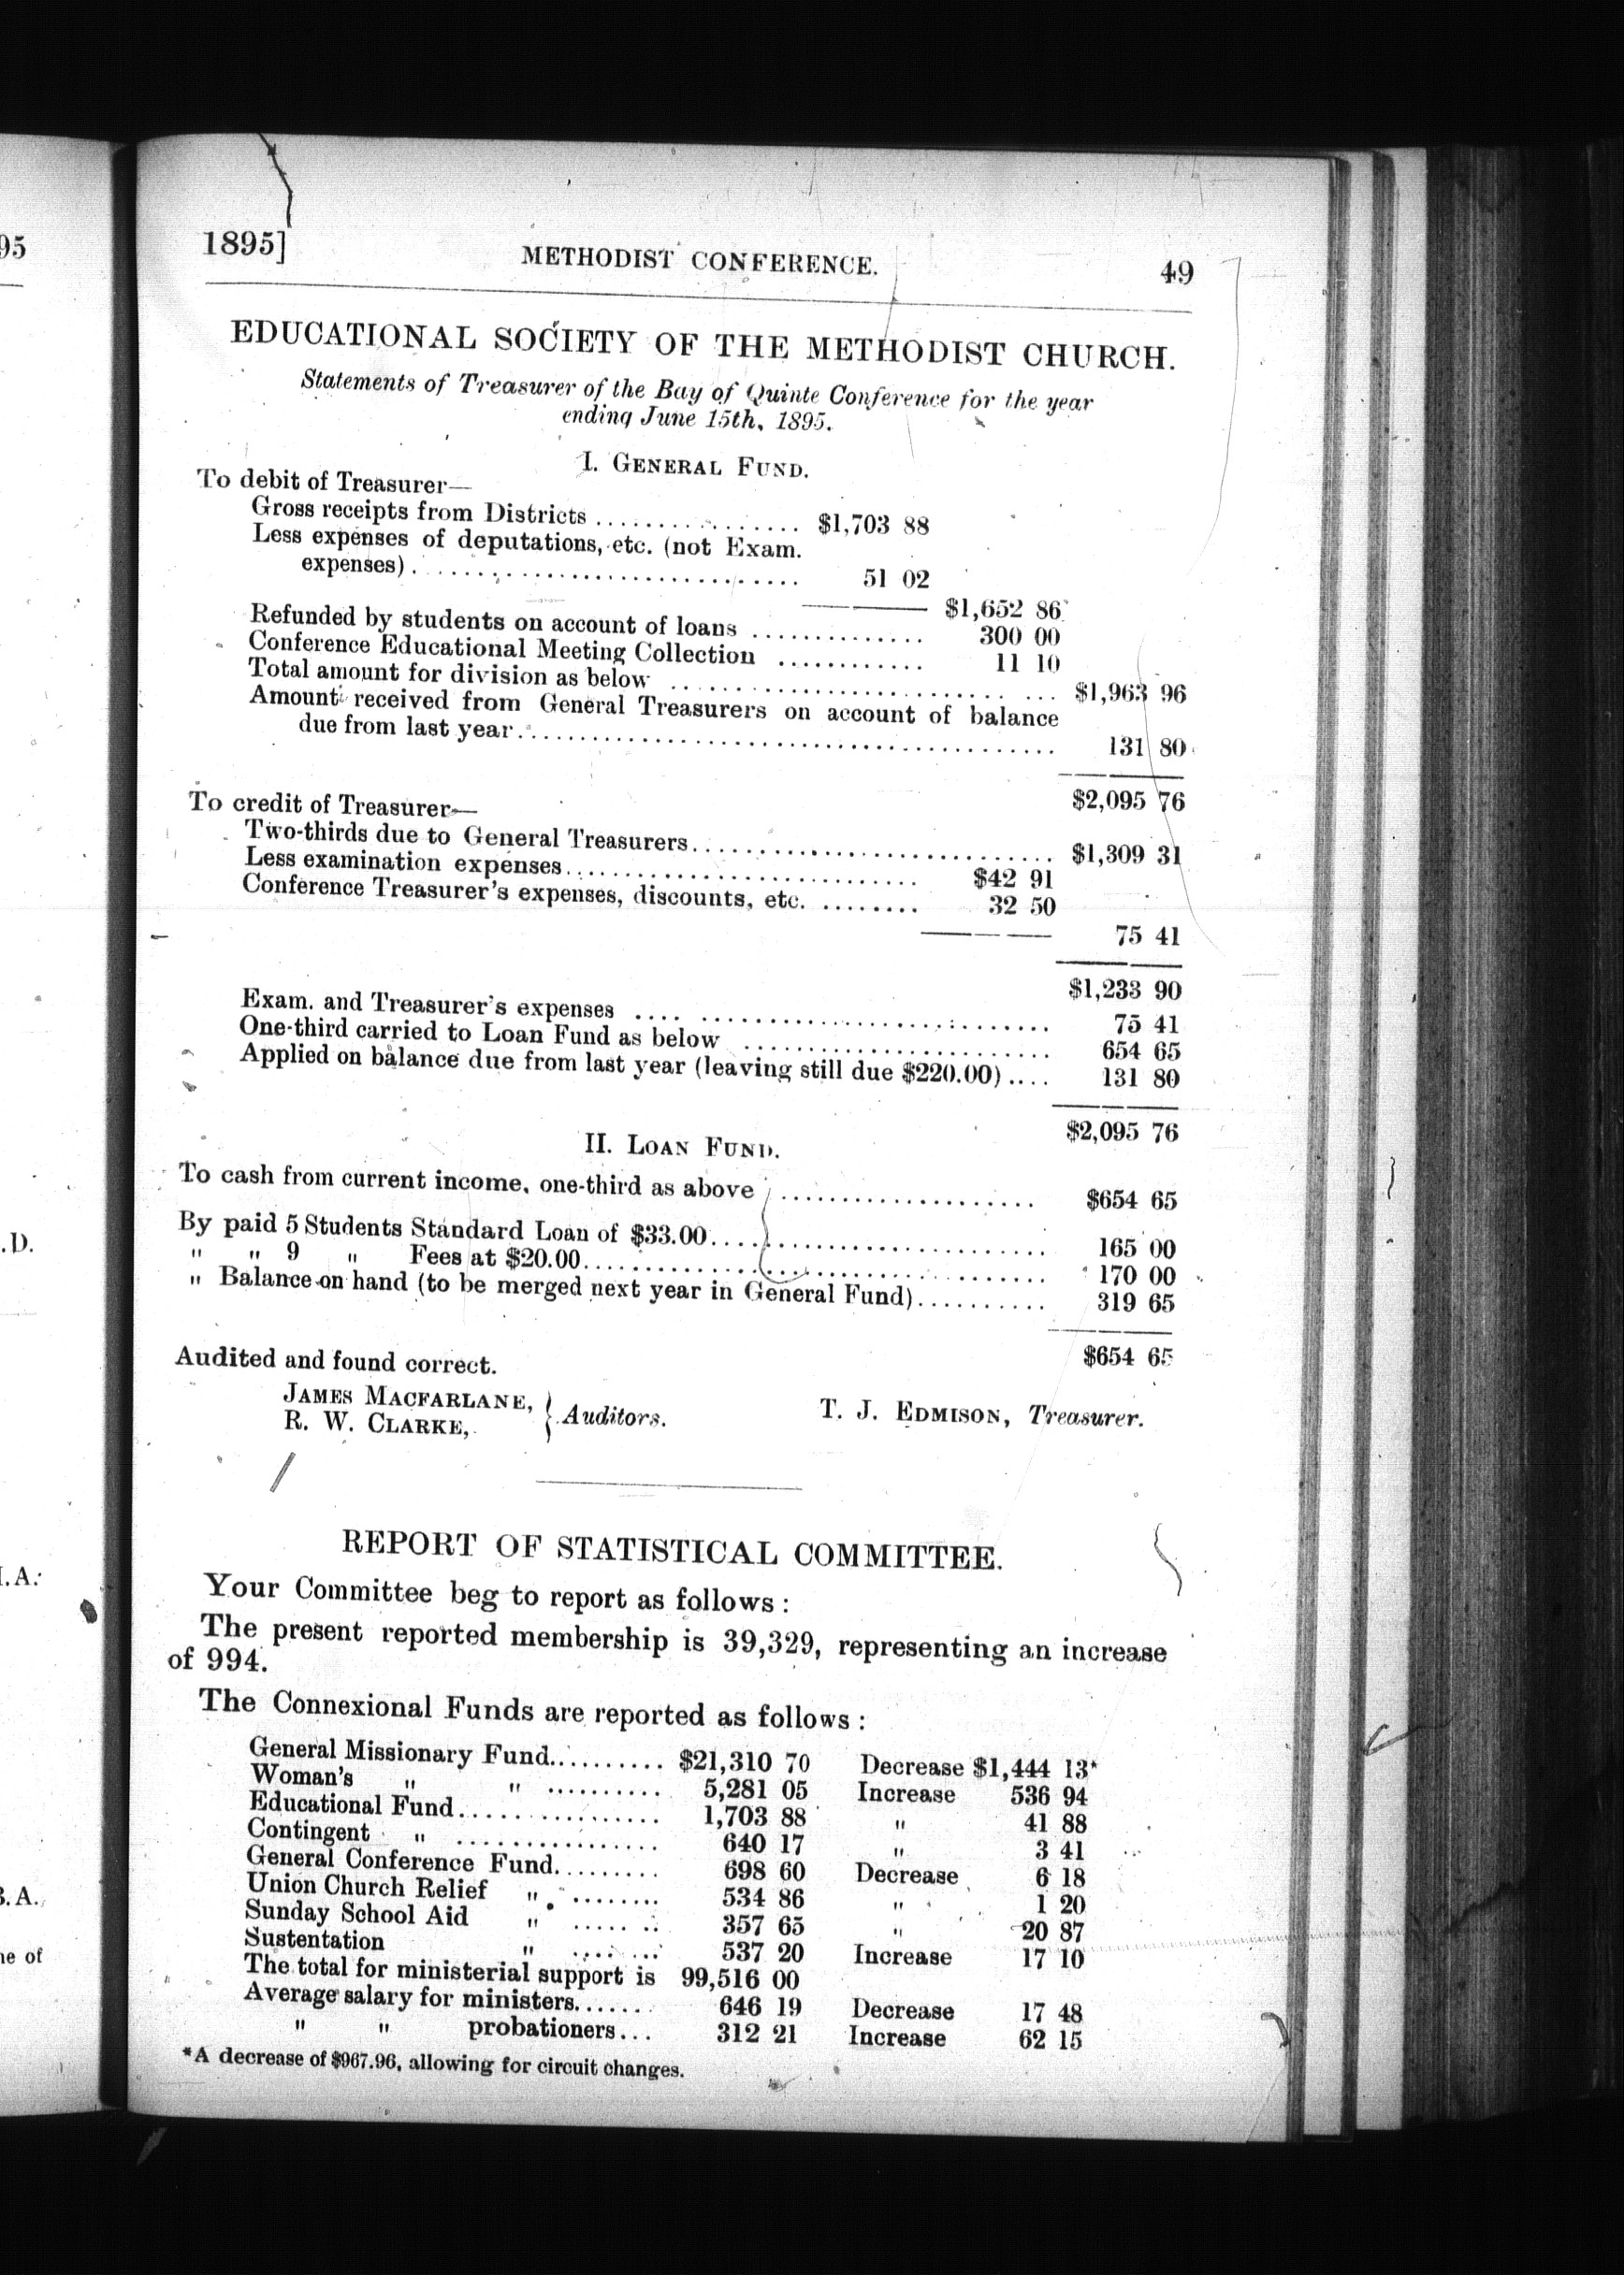 95
1895] METHODIST CONFERENCE. 49
EDUCATIONAL SOCIETY OF THE METHODIST CHURCH.
Statements of Treasurer of the Bay of Quinte Conference for the year
ending June 15th, 1895.
I. GENERAL FUND.
To debit of Treasurer—
Gross receipts from Districts ................ $1,703 88
Less expenses of deputations, etc. (not Exam.
expenses) ................................ 51 02
$1,652 86
Refunded by students on account of loans .............. 300 00
Conference Educational Meeting Collection ............ 11 10
Total amount for division as below ............................ $1,963 96
Amount received from General Treasurers on account of balance
due from last year .......................................... 131 80
$2,095 76
To credit of Treasurer—
Two-thirds due to General Treasurers............................ $1,309 31
Less examination expenses............................ $42 91
Conference Treasurer's expenses, discounts, etc. ........ 32 50
75 41
$1,233 90
Exam. and Treasurer's expenses ................................ 75 41
One-third carried to Loan Fund as below ......................... 654 65
Applied on balance due from last year (leaving still due $220.00).... 131 80
$2,095 76
II. LOAN FUND.
To cash from current income, one-third as above ................... $654 65
By paid 5 Students Standard Loan of $33.00........................... 165 00
" " 9 " Fees at $20.00................................... 170 00
" Balance on hand (to be merged next year in General Fund).......... 319 65
$654 65
Audited and found correct.
JAMES MACFARLANE,
R. W. CLARKE, } Auditors. T. J. EDMISON, Treasurer.
REPORT OF STATISTICAL COMMITTEE.
Your Committee beg to report as follows:
The present reported membership is 39,329, representing an increase
of 994.
The Connexional Funds are reported as follows:
General Missionary Fund........... $21,310 70 Decrease $1,444 13*
Woman's " " .......... 5,281 05 Increase 536 94
Educational Fund................ 1,703 88 " 41 88
Contingent " ................ 640 17 " 3 41
General Conference Fund......... 698 60 Decrease 6 18
Union Church Relief " ........ 534 86 " 1 20
Sunday School Aid " ........ 357 65 " 20 87
Sustentation " ........ 537 20 Increase 17 10
The total for ministerial support is 99,516 00
Average salary for ministers....... 646 19 Decrease 17 48
" " probationers... 312 21 Increase 62 15
*A decrease of $967.96, allowing for circuit changes.